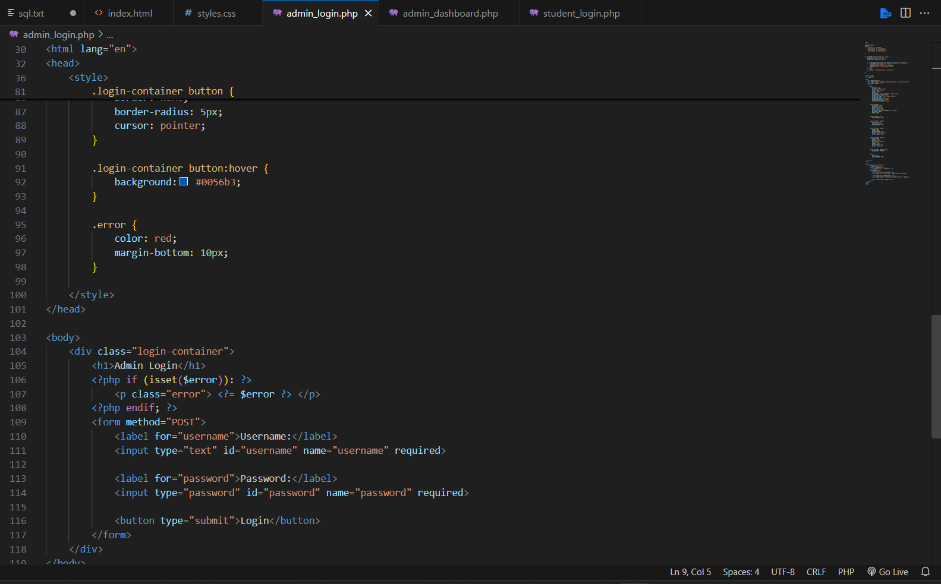 sql.txt
index.html
styles.css
admin_login.php
admin_dashboard.php
student_login.php
admin_login.php > ...
30 <html lang="en">
32 <head>
36 <style>
81 .login-container button {
87 border-radius: 5px;
88 cursor: pointer;
89 }
90
91 .login-container button:hover {
92 background: #0056b3;
93 }
94
95 .error {
96 color: red;
97 margin-bottom: 10px;
98 }
99
100 </style>
101 </head>
102
103 <body>
104 <div class="login-container">
105 <h1>Admin Login</h1>
106 <?php if (isset($error)): ?>
107 <p class="error"> <?= $error ?> </p>
108 <?php endif; ?>
109 <form method="POST">
110 <label for="username">Username:</label>
111 <input type="text" id="username" name="username" required>
112
113 <label for="password">Password:</label>
114 <input type="password" id="password" name="password" required>
115
116 <button type="submit">Login</button>
117 </form>
118 </div>
119 </body>
Ln 9, Col 5 Spaces: 4 UTF-8 CRLF PHP Go Live